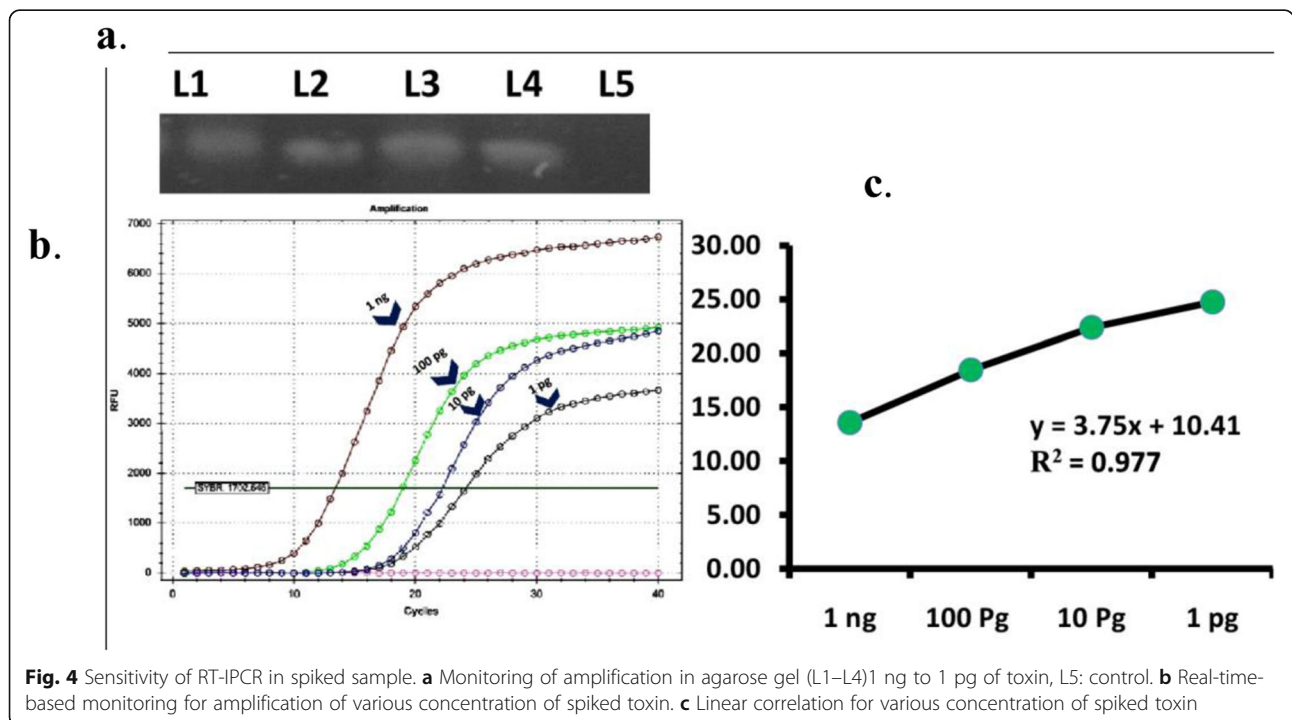 a.
L1 L2 L3 L4 L5
b.
Amplification
7000
6000
5000
4000
3000
2000
1000
0
RFU
1 ng
100 pg
10 pg
1 pg
SYBR 1702.646
0 10 20 30 40
Cycles
c.
30.00
25.00
20.00
15.00
10.00
5.00
0.00
y = 3.75x + 10.41
R² = 0.977
1 ng 100 Pg 10 Pg 1 pg
Fig. 4 Sensitivity of RT-IPCR in spiked sample. a Monitoring of amplification in agarose gel (L1–L4)1 ng to 1 pg of toxin, L5: control. b Real-time-
based monitoring for amplification of various concentration of spiked toxin. c Linear correlation for various concentration of spiked toxin